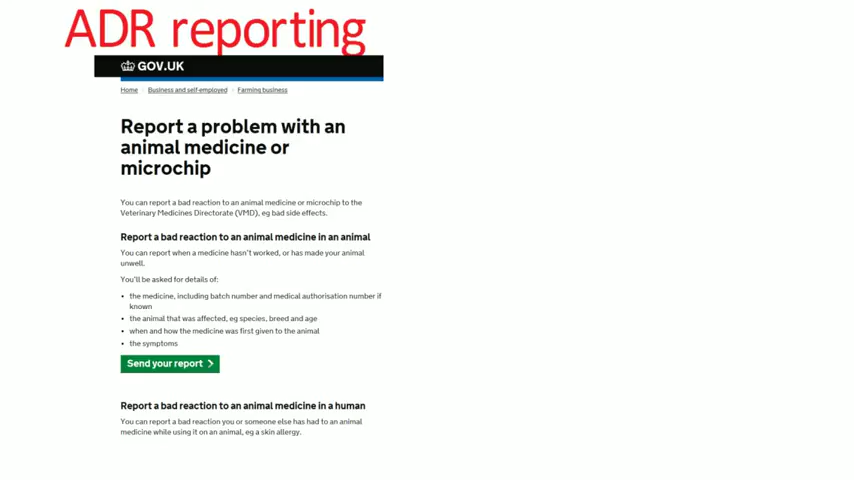 ADR reporting
GOV.UK
Home > Business and self-employed > Farming business
Report a problem with an
animal medicine or
microchip
You can report a bad reaction to an animal medicine or microchip to the
Veterinary Medicines Directorate (VMD), eg bad side effects.
Report a bad reaction to an animal medicine in an animal
You can report when a medicine hasn't worked, or has made your animal
unwell.
You'll be asked for details of:
• the medicine, including batch number and medical authorisation number if
known
• the animal that was affected, eg species, breed and age
• when and how the medicine was first given to the animal
• the symptoms
Send your report >
Report a bad reaction to an animal medicine in a human
You can report a bad reaction you or someone else has had to an animal
medicine while using it on an animal, eg a skin allergy.